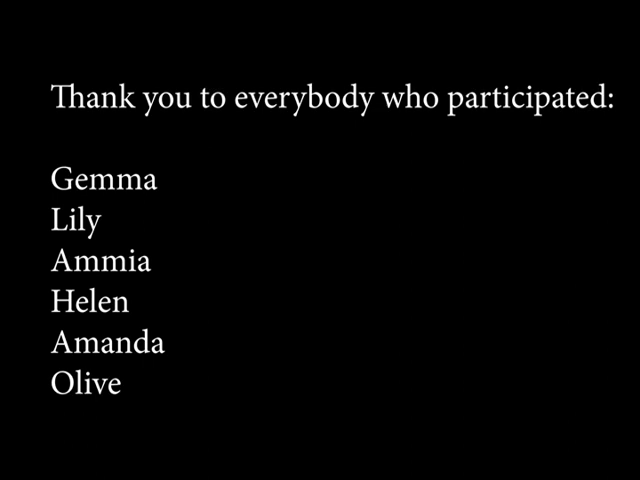 Thank you to everybody who participated:
Gemma
Lily
Ammia
Helen
Amanda
Olive